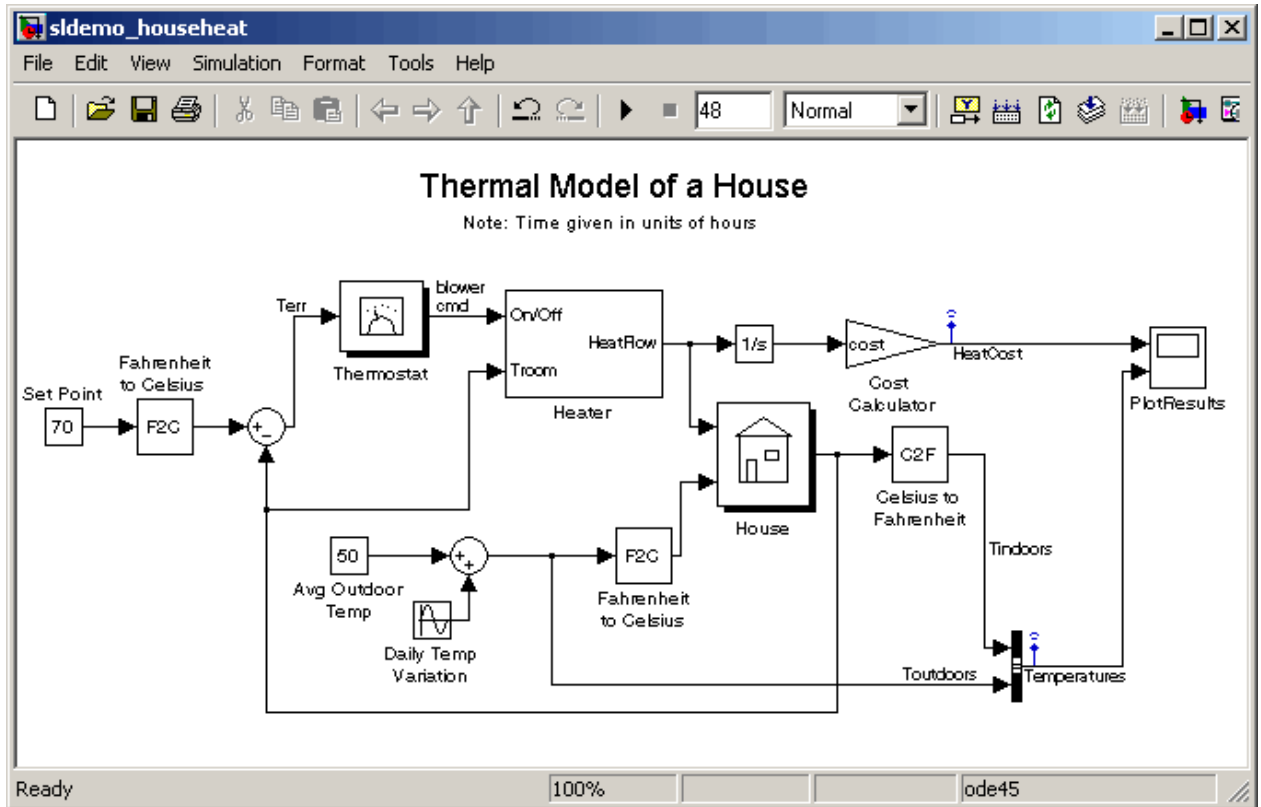 sldemo_househeat
File Edit View Simulation Format Tools Help
48 Normal
Thermal Model of a House
Note: Time given in units of hours
blower
cmd
Terr
On/Off
HeatFlow
Troom
Heater
Thermostat
1/s
cost
HeatCost
Cost
Calculator
PlotResults
Fahrenheit
to Celsius
Set Point
70
F2C
+
−
House
C2F
Celsius to
Fahrenheit
Tindoors
50
Avg Outdoor
Temp
+
+
F2C
Fahrenheit
to Celsius
Daily Temp
Variation
Toutdoors
Temperatures
Ready 100% ode45